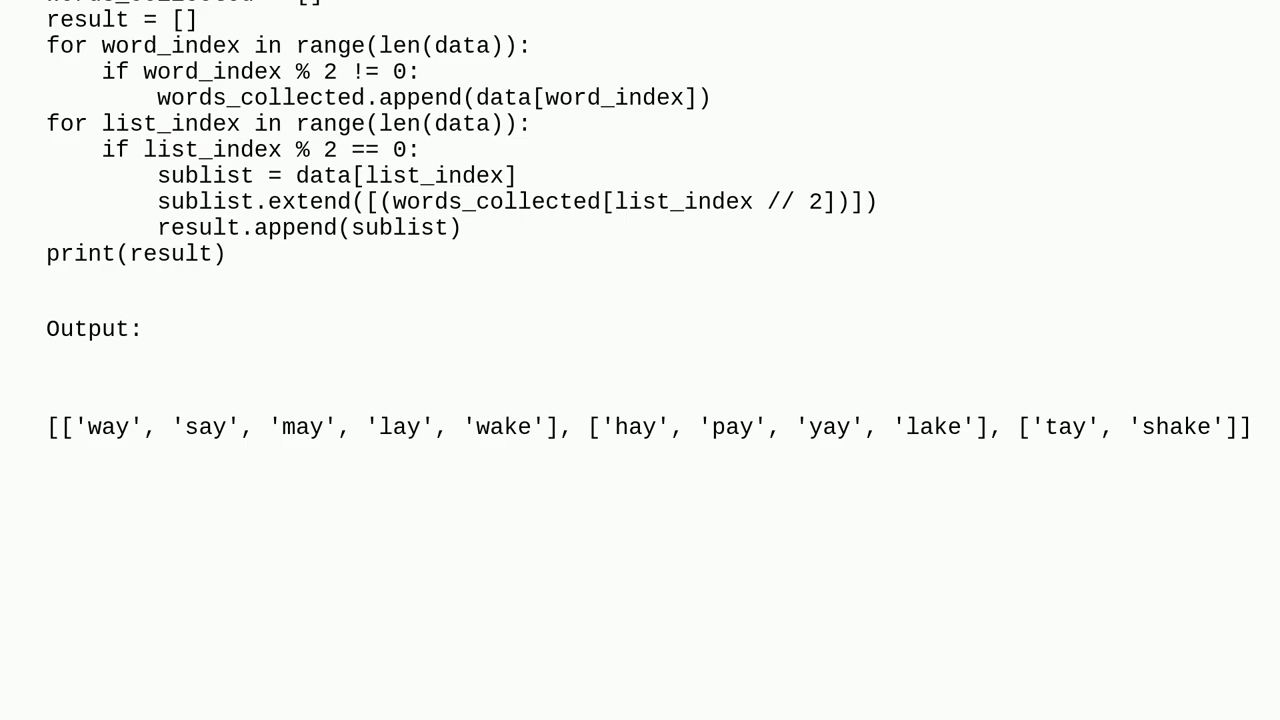 result = []
for word_index in range(len(data)):
    if word_index % 2 != 0:
        words_collected.append(data[word_index])
for list_index in range(len(data)):
    if list_index % 2 == 0:
        sublist = data[list_index]
        sublist.extend([(words_collected[list_index // 2])])
        result.append(sublist)
print(result)
Output:
[['way', 'say', 'may', 'lay', 'wake'], ['hay', 'pay', 'yay', 'lake'], ['tay', 'shake']]